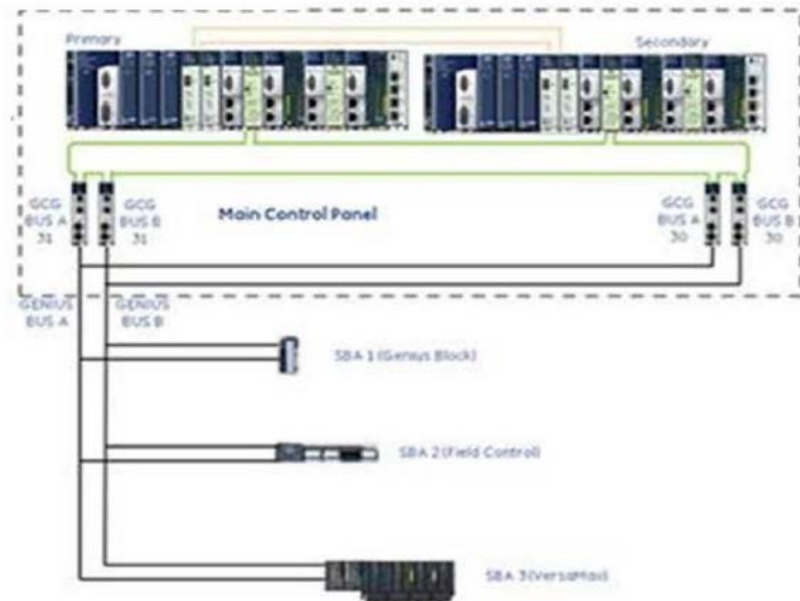 Primary
Secondary
GCG
BUS A
31
GCG
BUS B
31
Main Control Panel
GCG
BUS A
30
GCG
BUS B
30
GENIUS
BUS A
GENIUS
BUS B
SBA 1 (Genius Block)
SBA 2 (Field Control)
SBA 3 (VersaMax)